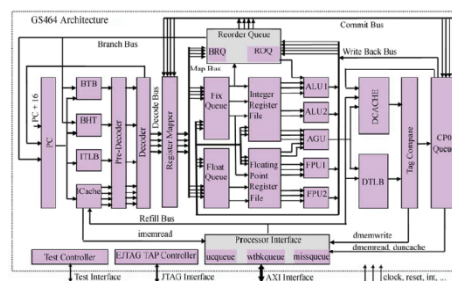 GS464 Architecture
Commit Bus
Reorder Queue
Branch Bus
BRQ
ROQ
Write Back Bus
Map Bus
PC + 16
PC
BTB
BHT
ITLB
ICache
Pre-Decoder
Decoder
Decode Bus
Register Mapper
Fix
Queue
Float
Queue
Integer
Register
File
Floating
Point
Register
File
ALU1
ALU2
AGU
FPU1
FPU2
DCACHE
DTLB
Tag Compare
CP0
Queue
Refill Bus
imemread
Processor Interface
dmemwrite
dmemread, duncache
ucqueue
wtbkqueue
missqueue
Test Controller
EJTAG TAP Controller
Test Interface
JTAG Interface
AXI Interface
clock, reset, int, ...